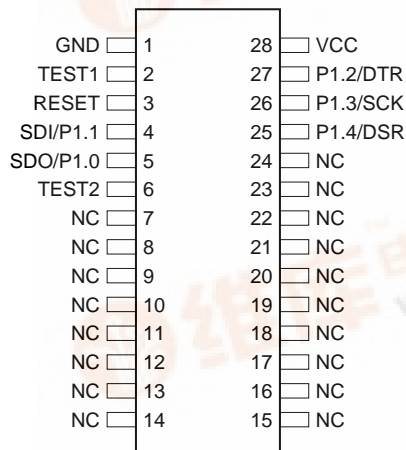 GND 1 28 VCC
TEST1 2 27 P1.2/DTR
RESET 3 26 P1.3/SCK
SDI/P1.1 4 25 P1.4/DSR
SDO/P1.0 5 24 NC
TEST2 6 23 NC
NC 7 22 NC
NC 8 21 NC
NC 9 20 NC
NC 10 19 NC
NC 11 18 NC
NC 12 17 NC
NC 13 16 NC
NC 14 15 NC